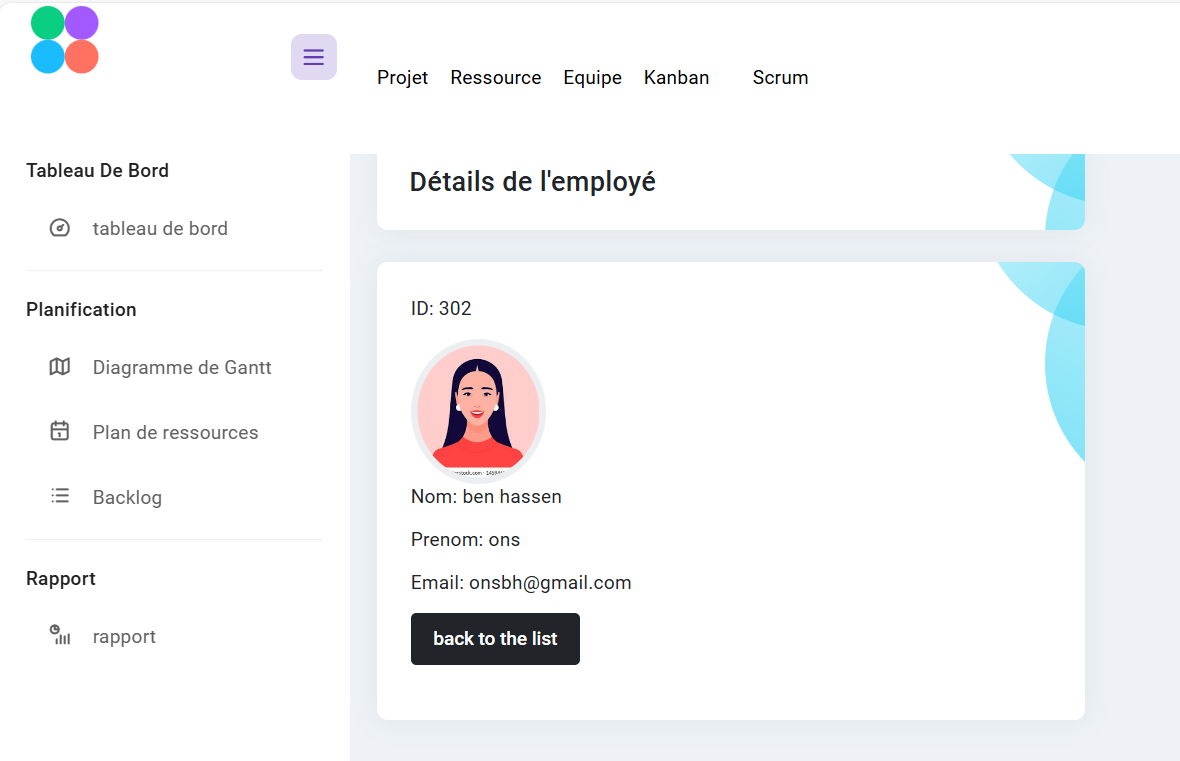 Projet Ressource Equipe Kanban Scrum
Tableau De Bord
tableau de bord
Planification
Diagramme de Gantt
Plan de ressources
Backlog
Rapport
rapport
Détails de l'employé
ID: 302
Nom: ben hassen
Prenom: ons
Email: onsbh@gmail.com
back to the list